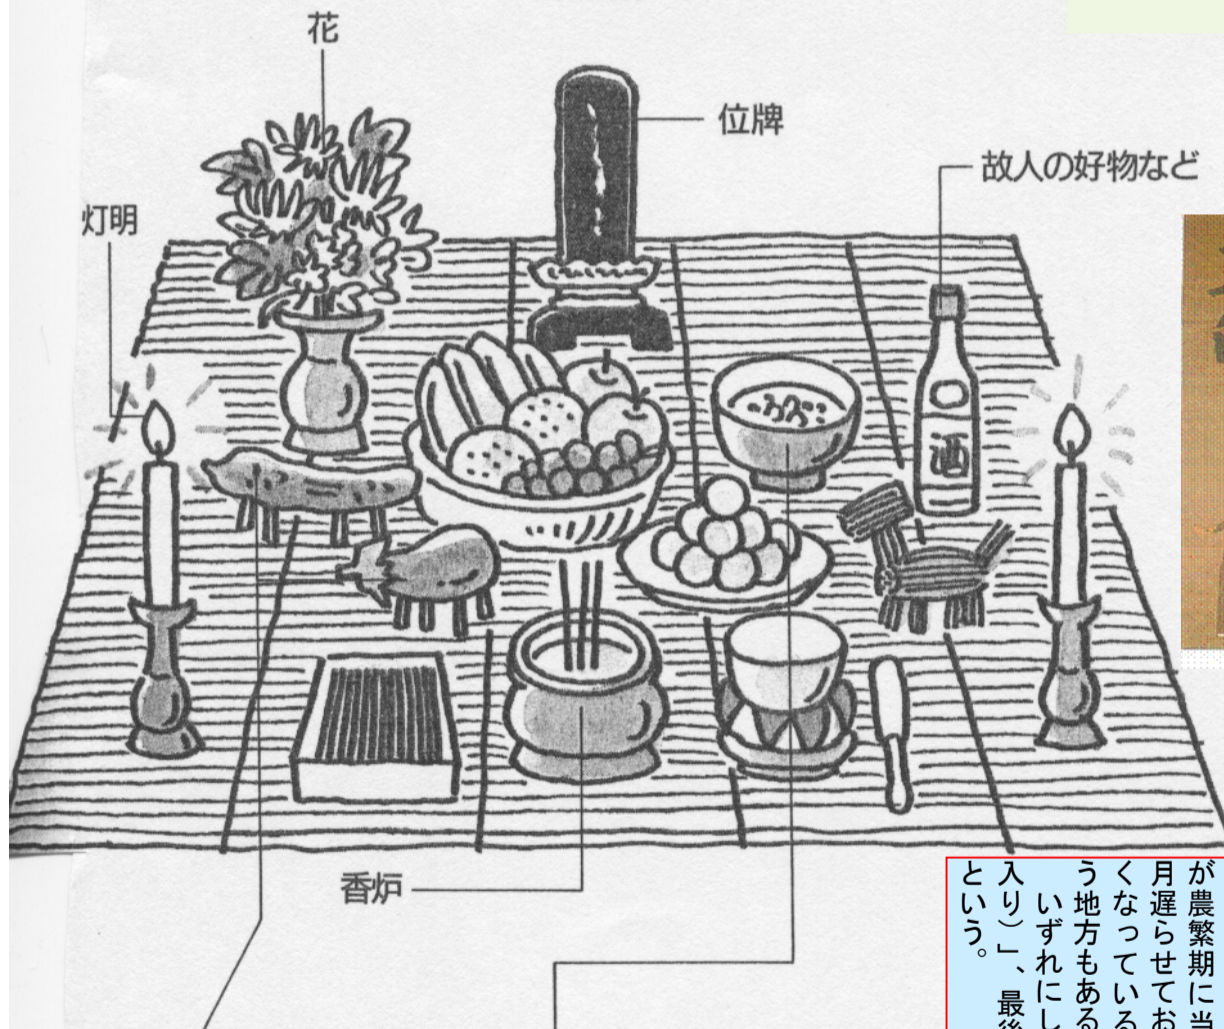 花
位牌
故人の好物など
灯明
酒
香炉
が農繁期に当
月遅らせてお
くなっている
う地方もある
いずれにし
入り）」、最後
という。